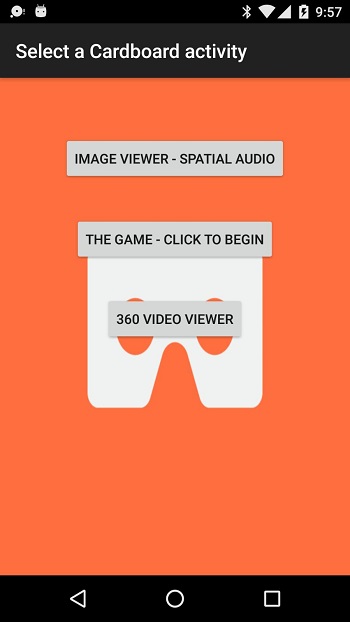 9:57
Select a Cardboard activity
IMAGE VIEWER - SPATIAL AUDIO
THE GAME - CLICK TO BEGIN
360 VIDEO VIEWER